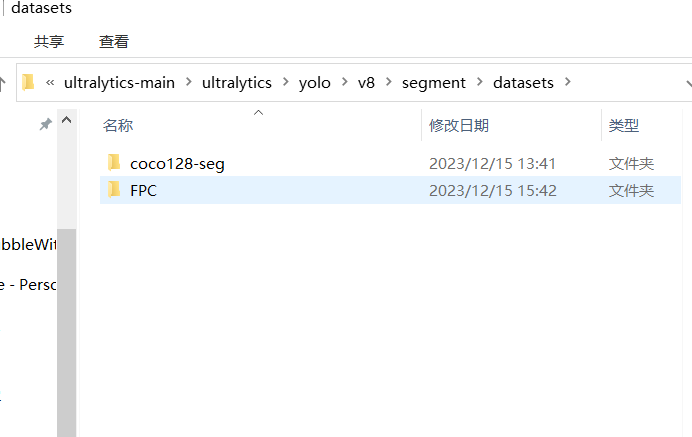 datasets
共享 查看
« ultralytics-main > ultralytics > yolo > v8 > segment > datasets >
名称 修改日期 类型
coco128-seg 2023/12/15 13:41 文件夹
FPC 2023/12/15 15:42 文件夹
bbleWit
e - Persc